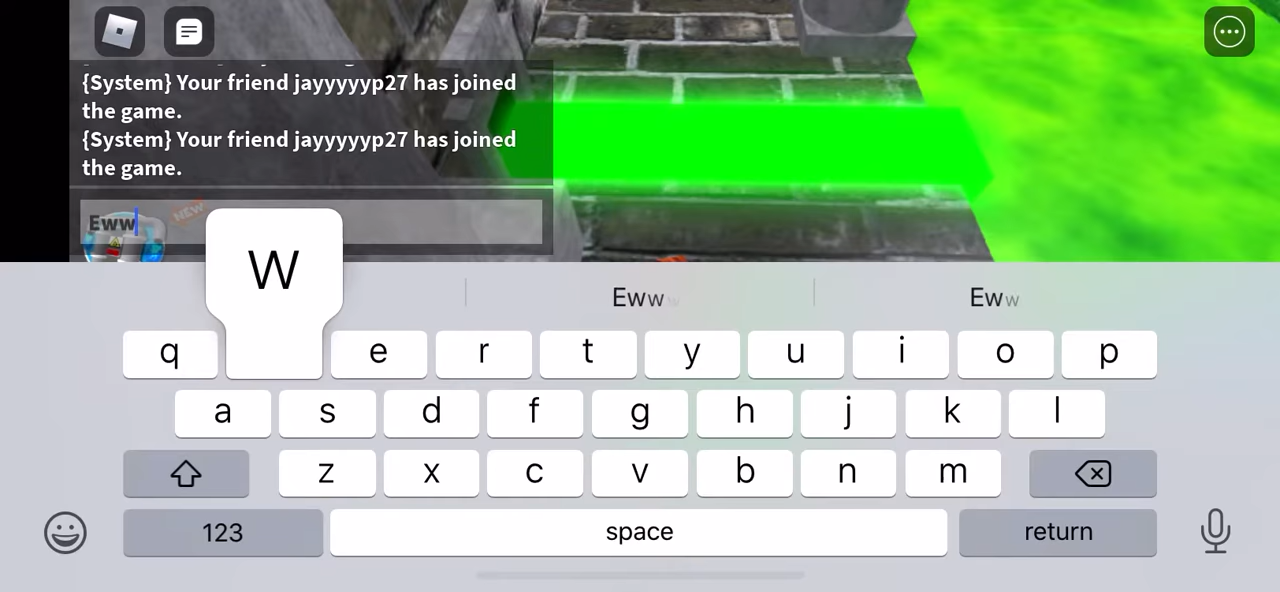 {System} Your friend jayyyyyp27 has joined
the game.
{System} Your friend jayyyyyp27 has joined
the game.
NEW
Eww
W
Eww Eww
q e r t y u i o p
a s d f g h j k l
z x c v b n m
123 space return